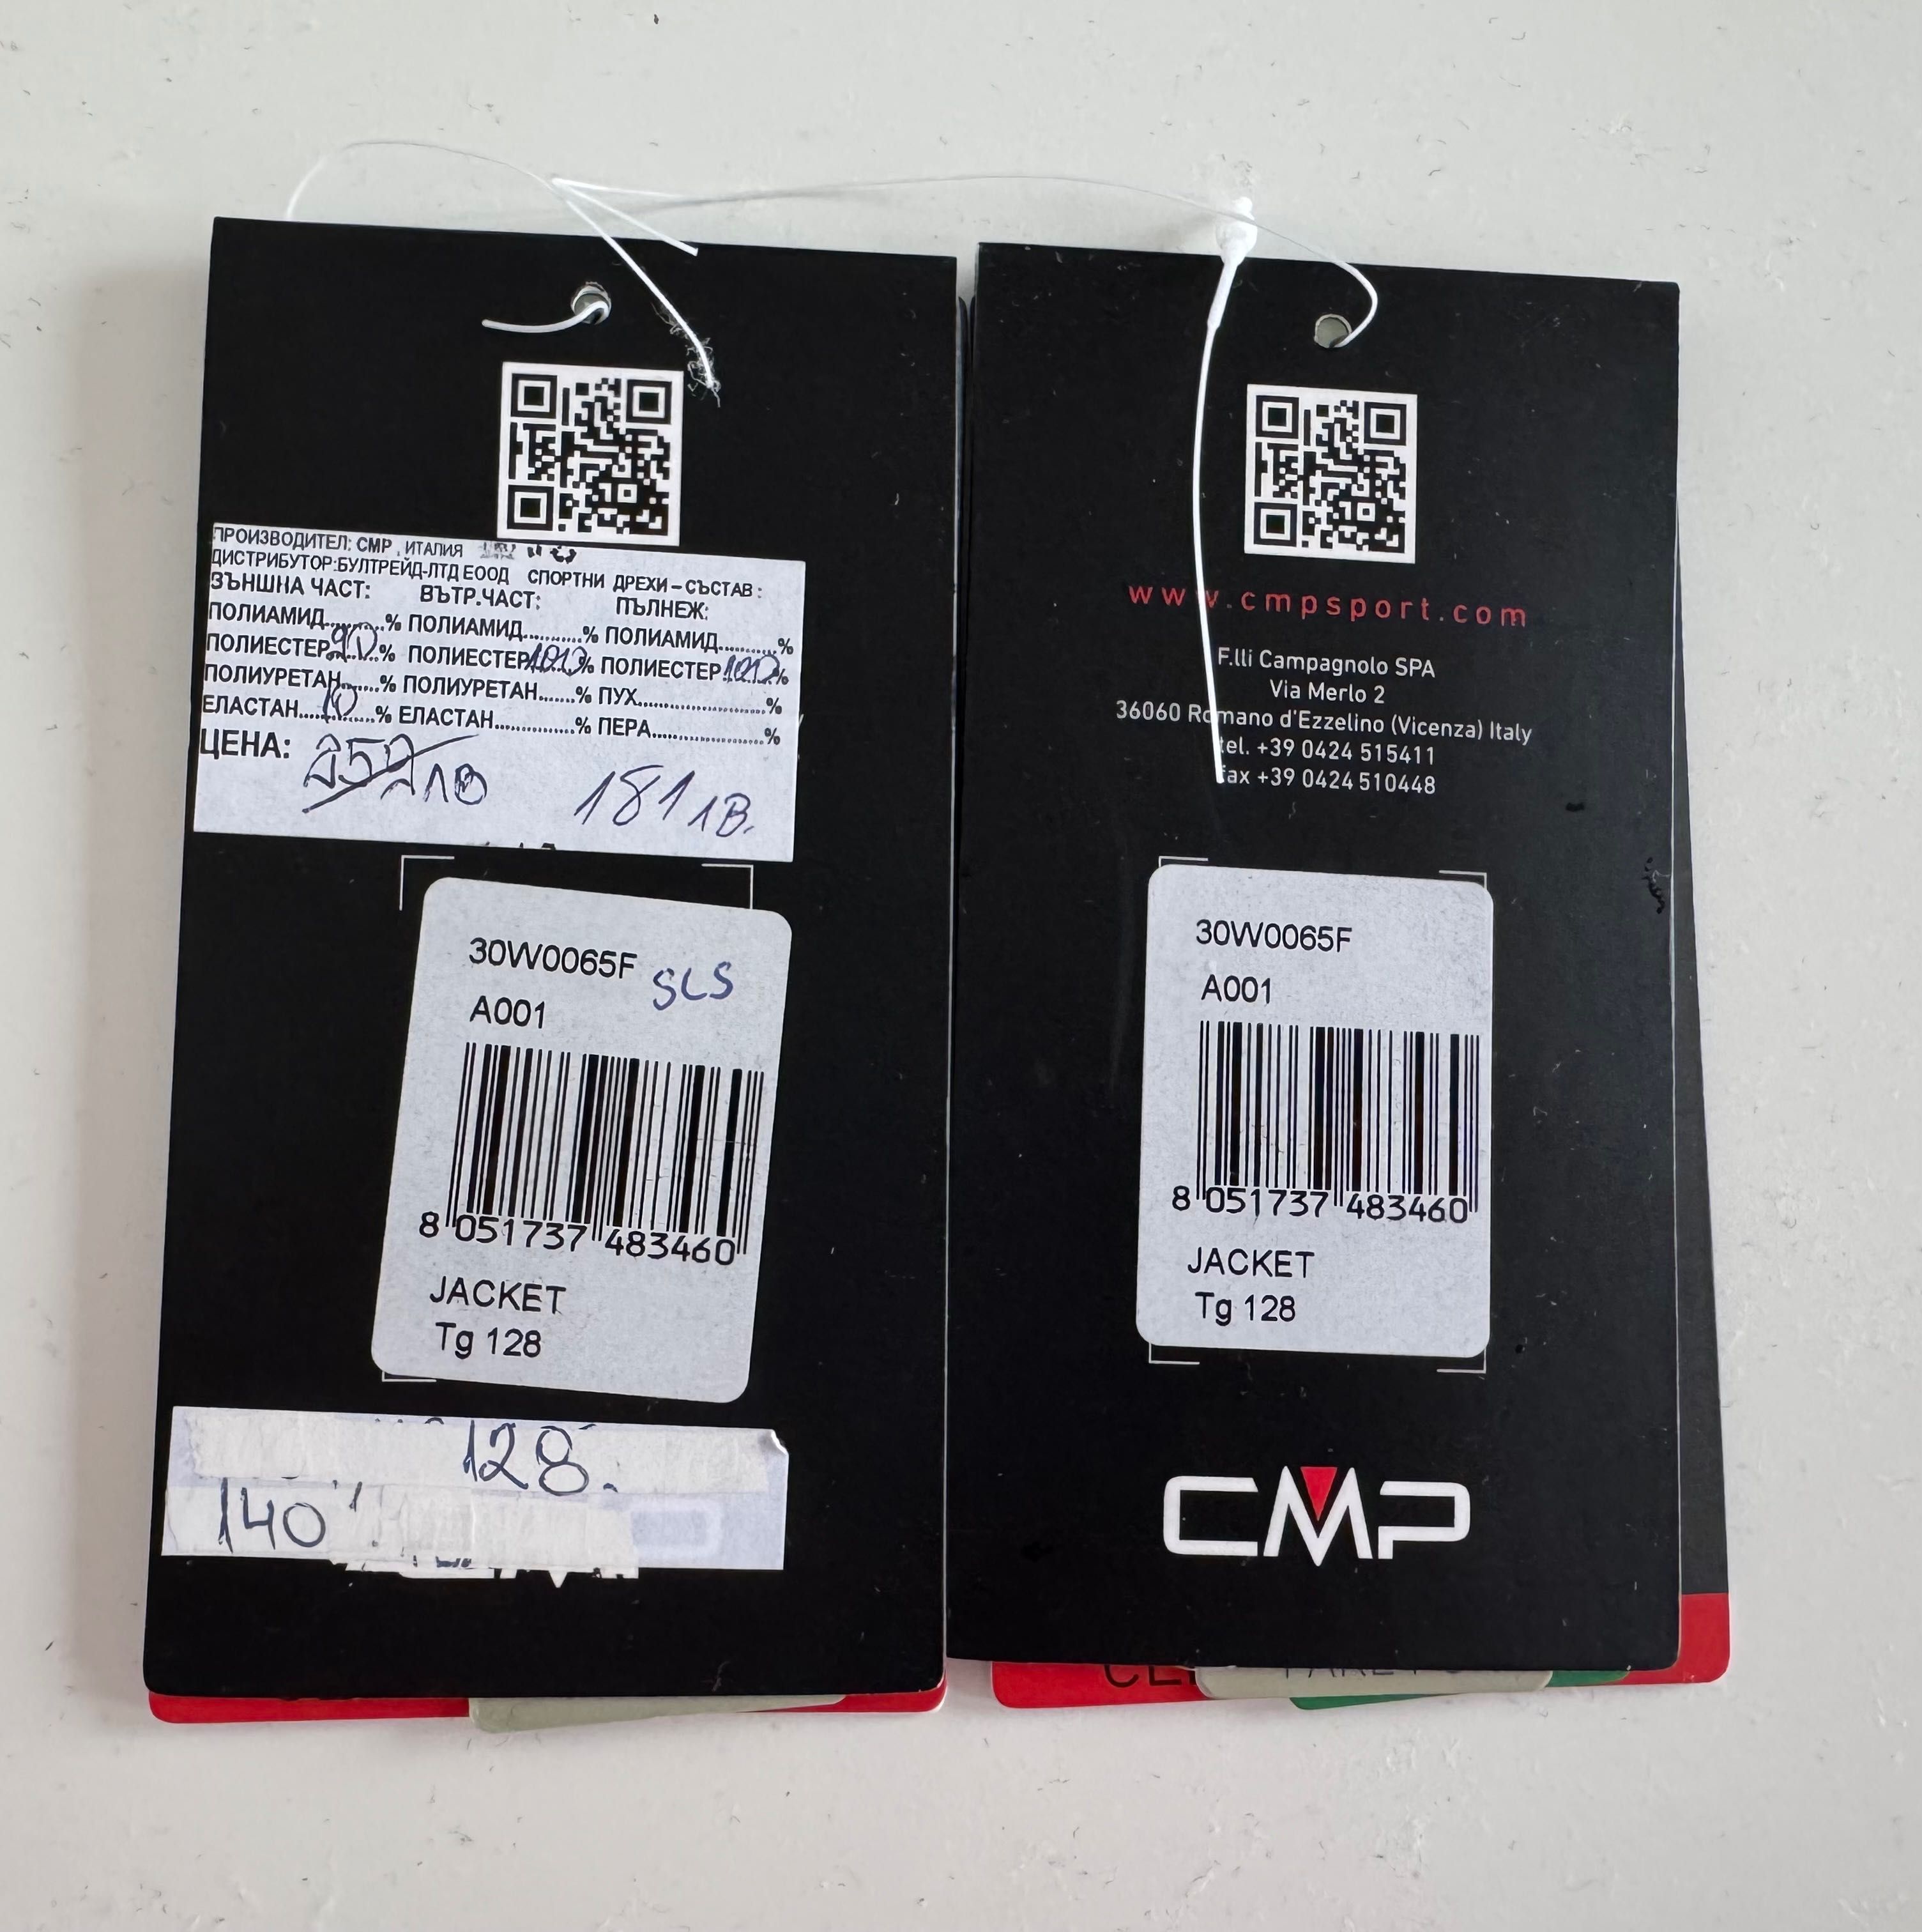 ПРОИЗВОДИТЕЛ: CMP , ИТАЛИЯ
ДИСТРИБУТОР:БУЛТРЕЙД-ЛТД ЕООД СПОРТНИ ДРЕХИ – СЪСТАВ :
ВЪНШНА ЧАСТ: ВЪТР.ЧАСТ: ПЪЛНЕЖ:
ПОЛИАМИД...........% ПОЛИАМИД...........% ПОЛИАМИД...........%
ПОЛИЕСТЕР 90 % ПОЛИЕСТЕР 100 % ПОЛИЕСТЕР 100 %
ПОЛИУРЕТАН.......% ПОЛИУРЕТАН.......% ПУХ........................%
ЕЛАСТАН 10 % ЕЛАСТАН...............% ПЕРА.....................%
ЦЕНА: лв 181 лв.
30W0065F SLS
A001
8 051737 483460
JACKET
Tg 128
128.
140
www.cmpsport.com
F.lli Campagnolo SPA
Via Merlo 2
36060 Romano d'Ezzelino (Vicenza) Italy
tel. +39 0424 515411
fax +39 0424 510448
30W0065F
A001
8 051737 483460
JACKET
Tg 128
CMP